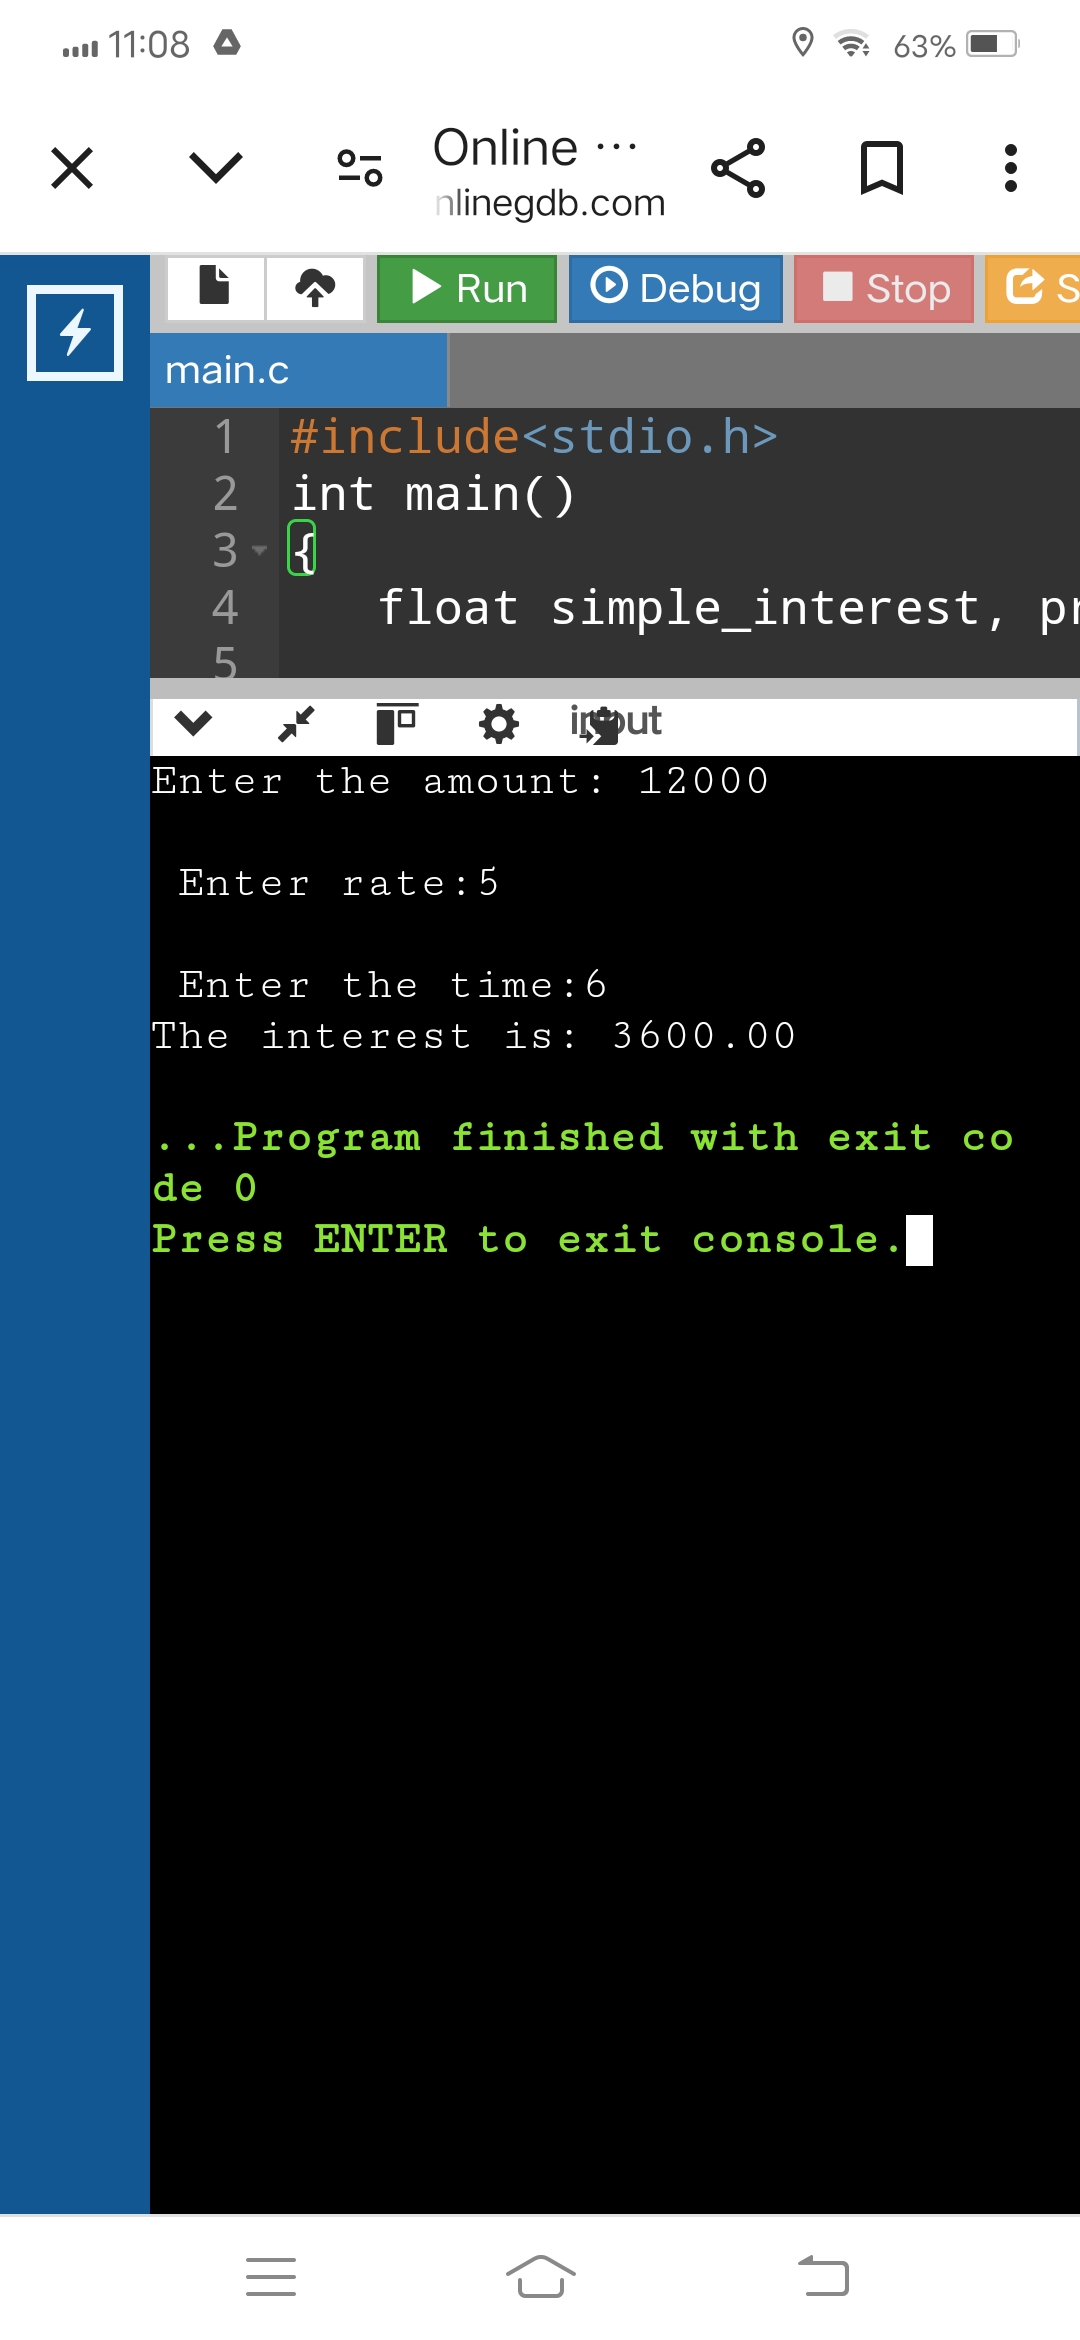 11:08 63%
Online ...
nlinegdb.com
Run Debug Stop S
main.c
1 #include<stdio.h>
2 int main()
3 {
4 float simple_interest, pr
5
input
Enter the amount: 12000
Enter rate:5
Enter the time:6
The interest is: 3600.00
...Program finished with exit co
de 0
Press ENTER to exit console.